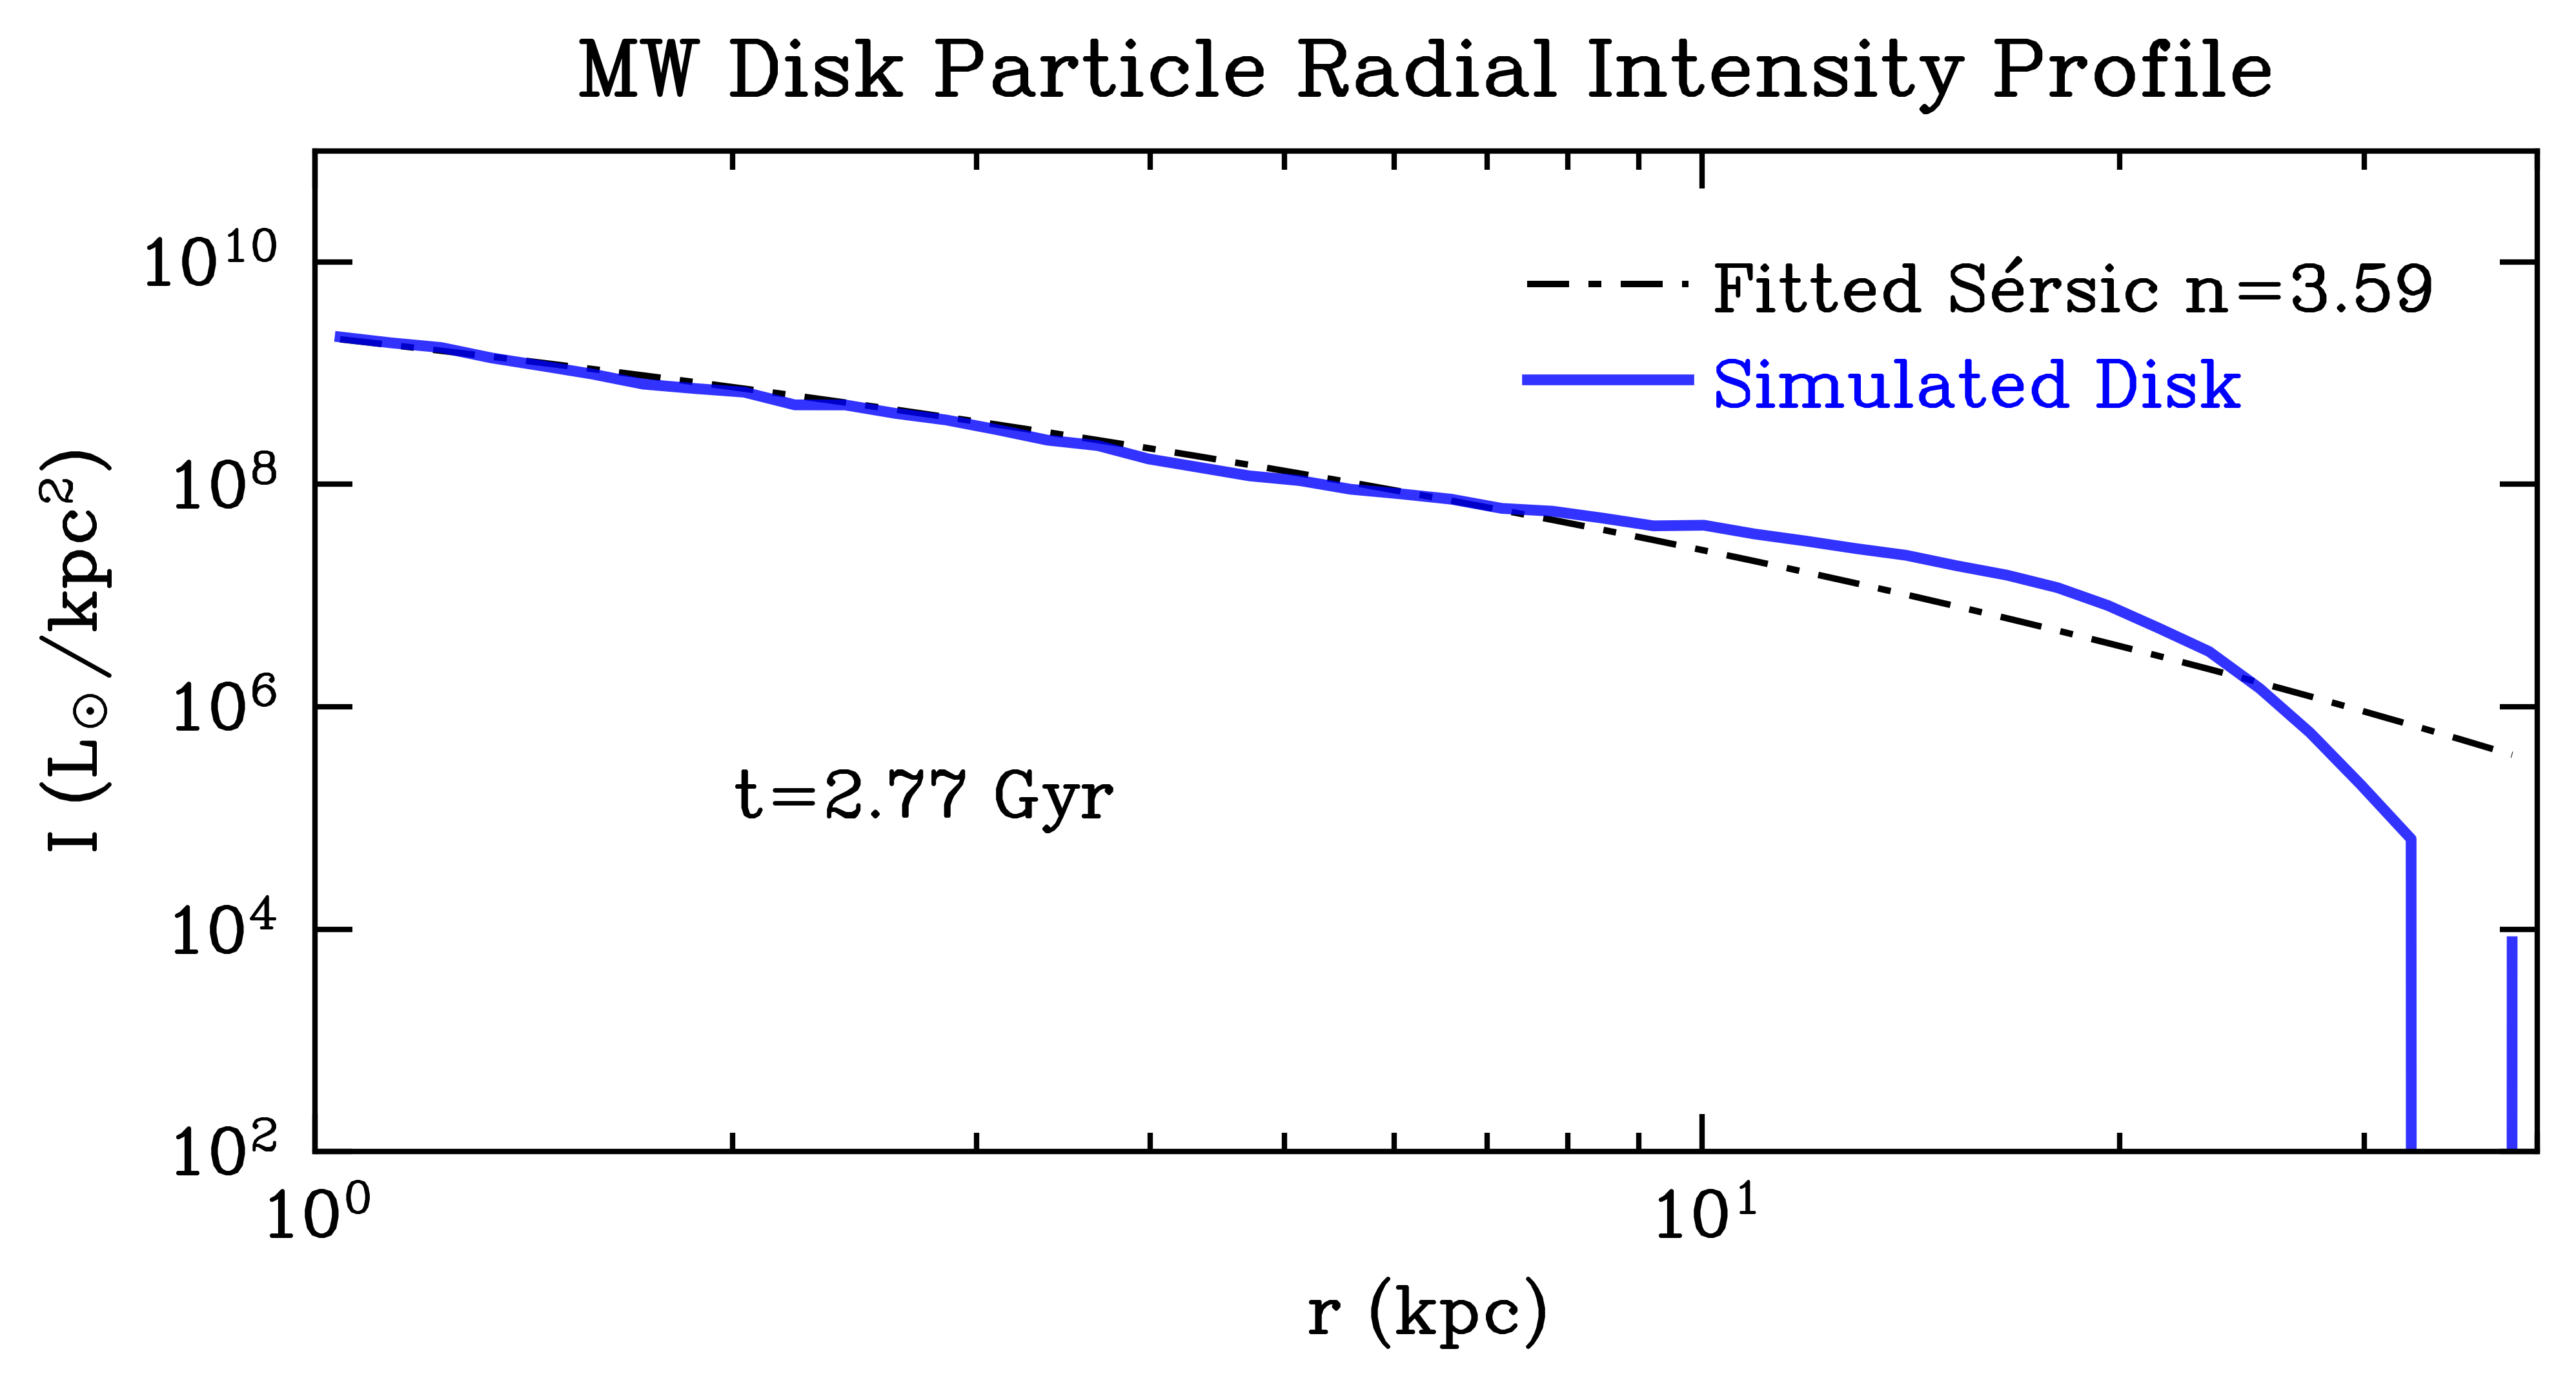 MW Disk Particle Radial Intensity Profile
10¹⁰
10⁸
10⁶
10⁴
10²
I (L☉/kpc²)
Fitted Sérsic n=3.59
Simulated Disk
t=2.77 Gyr
10⁰ 10¹
r (kpc)